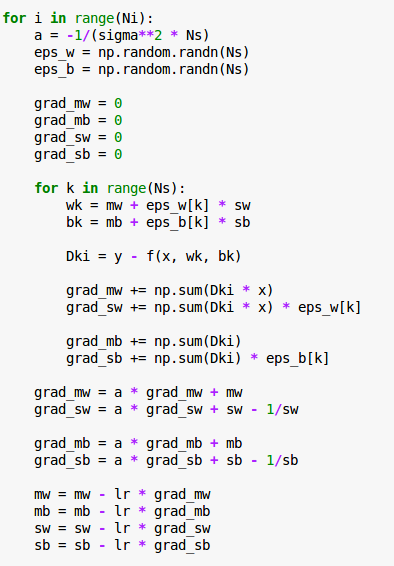 for i in range(Ni):
    a = -1/(sigma**2 * Ns)
    eps_w = np.random.randn(Ns)
    eps_b = np.random.randn(Ns)

    grad_mw = 0
    grad_mb = 0
    grad_sw = 0
    grad_sb = 0

    for k in range(Ns):
        wk = mw + eps_w[k] * sw
        bk = mb + eps_b[k] * sb

        Dki = y - f(x, wk, bk)

        grad_mw += np.sum(Dki * x)
        grad_sw += np.sum(Dki * x) * eps_w[k]

        grad_mb += np.sum(Dki)
        grad_sb += np.sum(Dki) * eps_b[k]

    grad_mw = a * grad_mw + mw
    grad_sw = a * grad_sw + sw - 1/sw

    grad_mb = a * grad_mb + mb
    grad_sb = a * grad_sb + sb - 1/sb

    mw = mw - lr * grad_mw
    mb = mb - lr * grad_mb
    sw = sw - lr * grad_sw
    sb = sb - lr * grad_sb